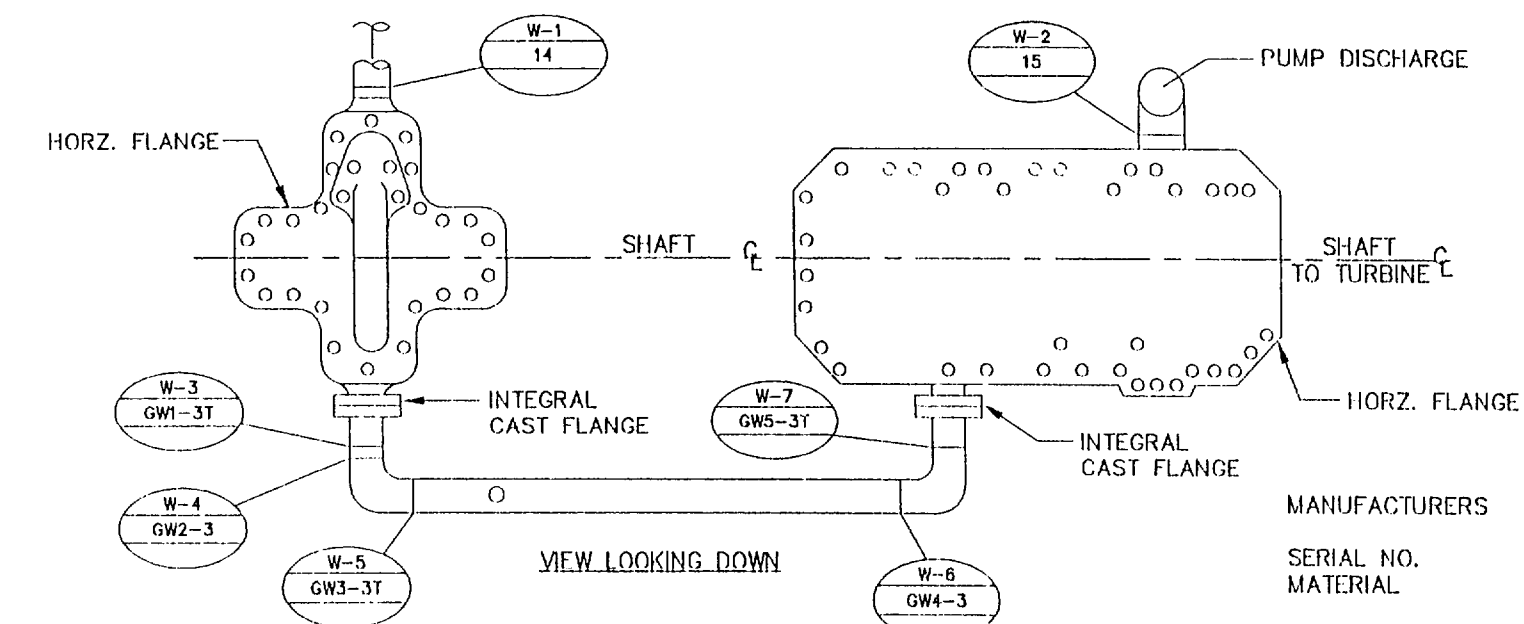 W-1
14
W-2
15
PUMP DISCHARGE
HORZ. FLANGE
SHAFT ℄
SHAFT ℄
TO TURBINE
W-3
GW1-3T
INTEGRAL
CAST FLANGE
W-7
GW5-3T
HORZ. FLANGE
INTEGRAL
CAST FLANGE
W-4
GW2-3
MANUFACTURERS
VIEW LOOKING DOWN
W-5
GW3-3T
W-6
GW4-3
SERIAL NO.
MATERIAL